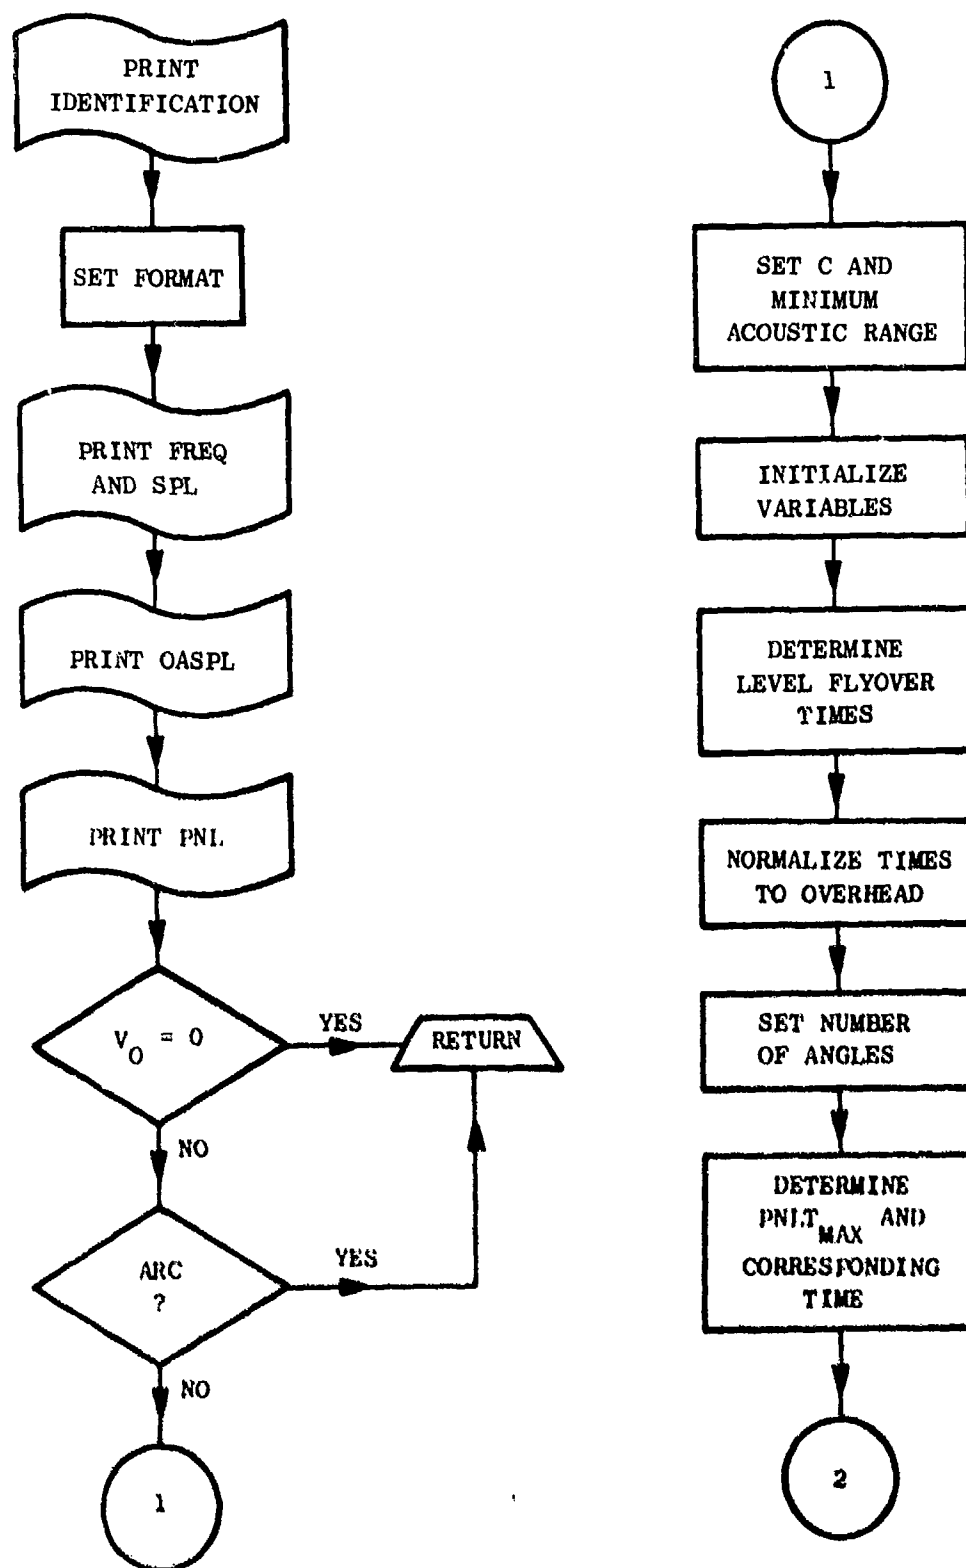 PRINT
IDENTIFICATION
SET FORMAT
PRINT FREQ
AND SPL
PRINT OASPL
PRINT PNL
V_O = 0
YES
RETURN
NO
ARC
?
YES
NO
1
1
SET C AND
MINIMUM
ACOUSTIC RANGE
INITIALIZE
VARIABLES
DETERMINE
LEVEL FLYOVER
TIMES
NORMALIZE TIMES
TO OVERHEAD
SET NUMBER
OF ANGLES
DETERMINE
PNLT_MAX AND
CORRESPONDING
TIME
2